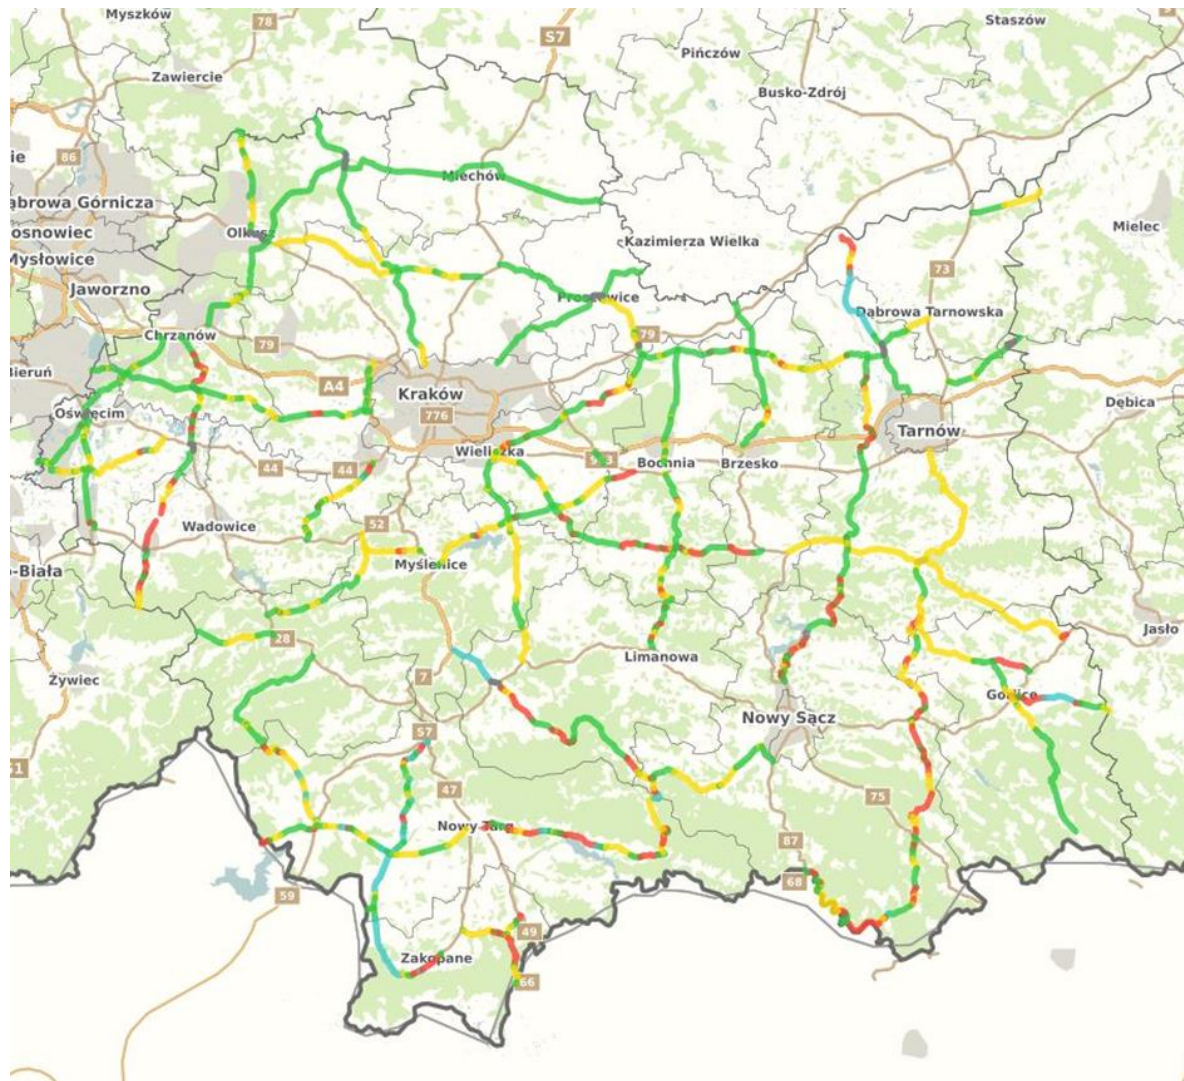 Myszków
78
Staszów
S7
Pińczów
Zawiercie
Busko-Zdrój
ie
86
Miechów
ąbrowa Górnicza
osnowiec
Olkusz
Mielec
Kazimierza Wielka
Mysłowice
73
Jaworzno
Proszowice
Dąbrowa Tarnowska
Chrzanów
79
79
ieruń
A4
Kraków
Dębica
Oświęcim
776
Tarnów
Wieliczka
44
44
Bochnia
Brzesko
Wadowice
52
Myślenice
-Biała
Jasło
28
Limanowa
Żywiec
7
Gorlice
Nowy Sącz
S7
47
75
Nowy Targ
87
68
59
49
Zakopane
66